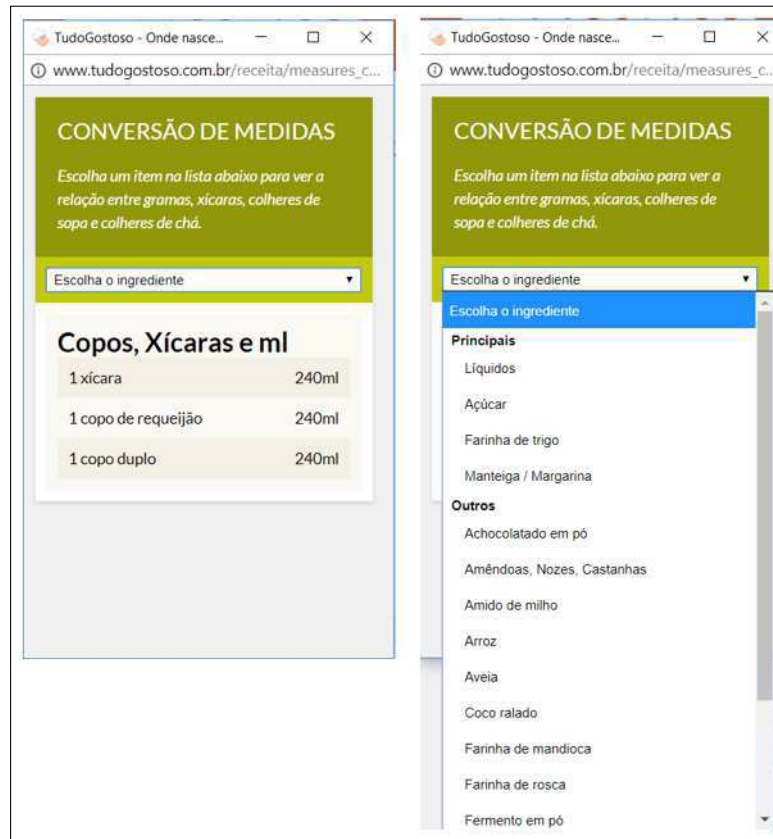 TudoGostoso - Onde nasce...
www.tudogostoso.com.br/receita/measures_c...
CONVERSÃO DE MEDIDAS
Escolha um item na lista abaixo para ver a
relação entre gramas, xícaras, colheres de
sopa e colheres de chá.
Escolha o ingrediente
Copos, Xícaras e ml
1 xícara 240ml
1 copo de requeijão 240ml
1 copo duplo 240ml
TudoGostoso - Onde nasce...
www.tudogostoso.com.br/receita/measures_c...
CONVERSÃO DE MEDIDAS
Escolha um item na lista abaixo para ver a
relação entre gramas, xícaras, colheres de
sopa e colheres de chá.
Escolha o ingrediente
Escolha o ingrediente
Principais
Líquidos
Açúcar
Farinha de trigo
Manteiga / Margarina
Outros
Achocolatado em pó
Amêndoas, Nozes, Castanhas
Amido de milho
Arroz
Aveia
Coco ralado
Farinha de mandioca
Farinha de rosca
Fermento em pó